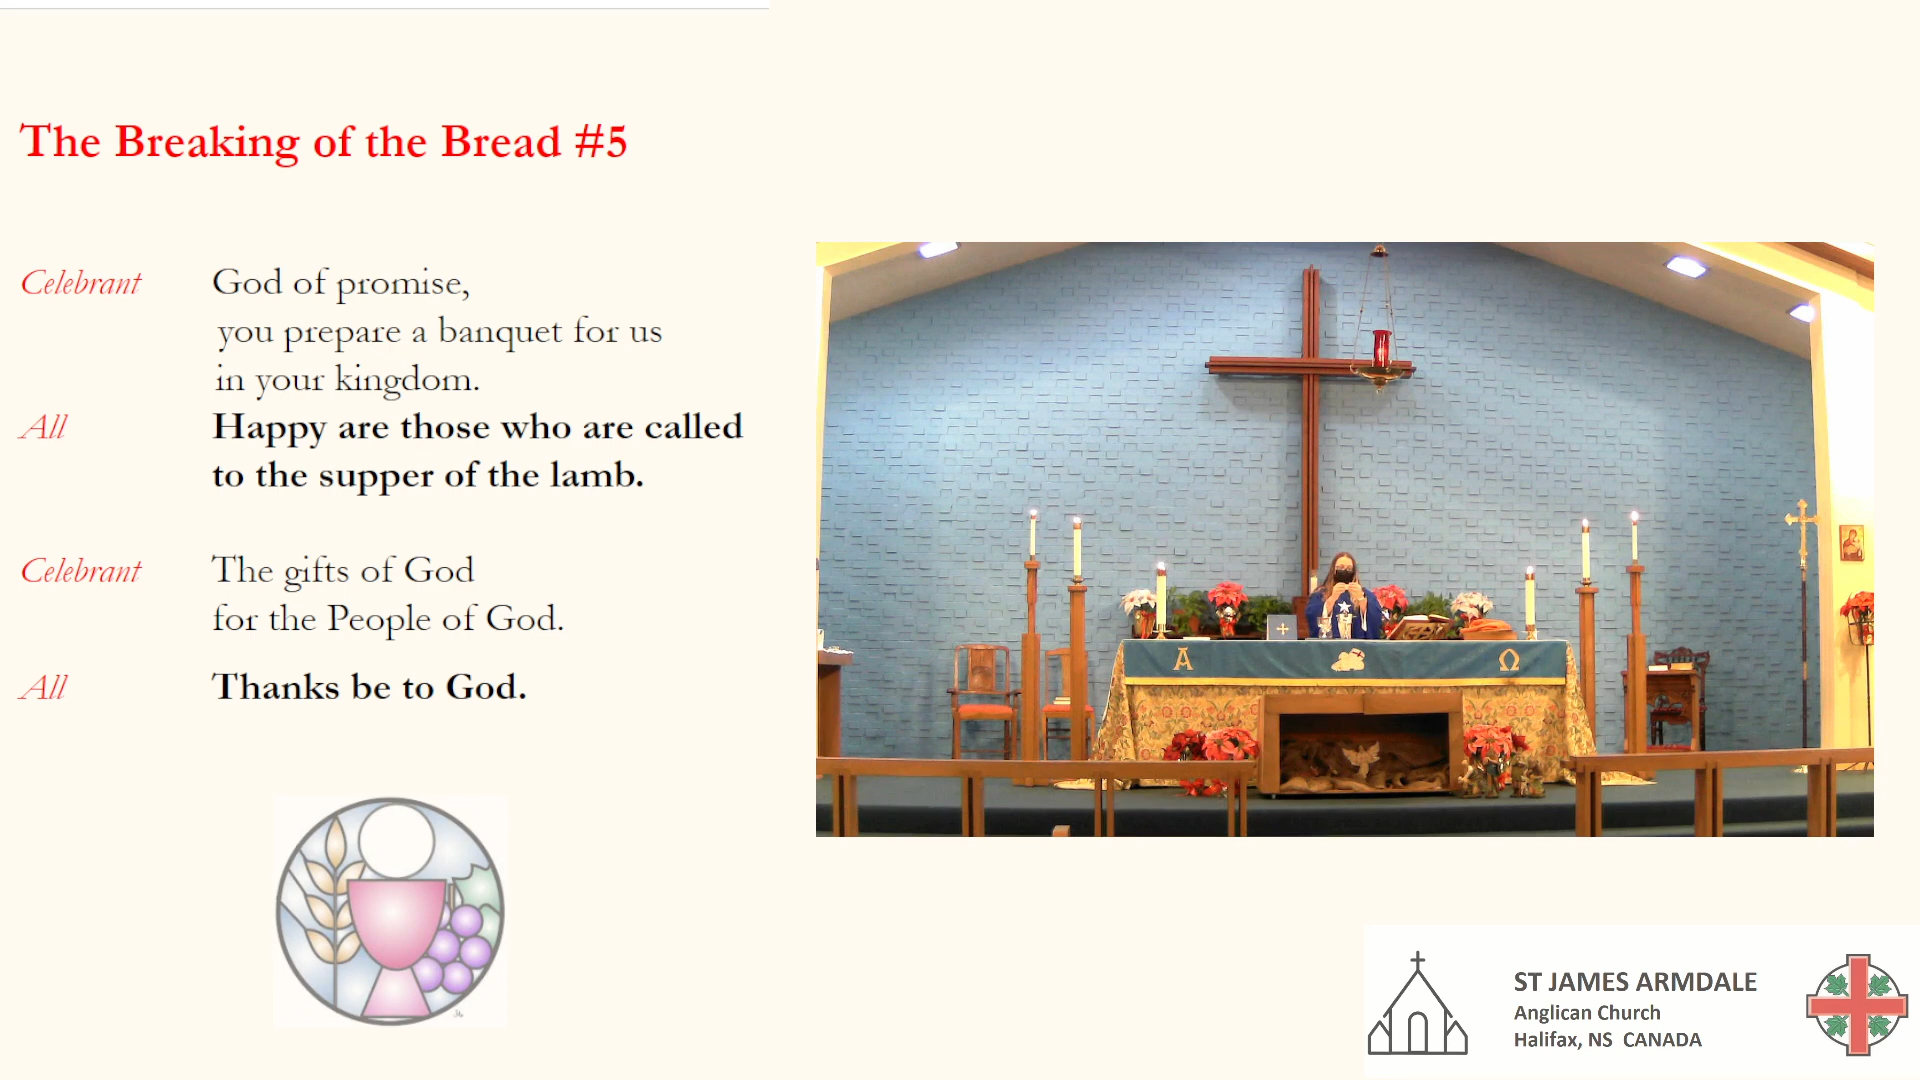 The Breaking of the Bread #5
Celebrant God of promise,
you prepare a banquet for us
in your kingdom.
All Happy are those who are called
to the supper of the lamb.
Celebrant The gifts of God
for the People of God.
All Thanks be to God.
Α Ω
ST JAMES ARMDALE
Anglican Church
Halifax, NS CANADA